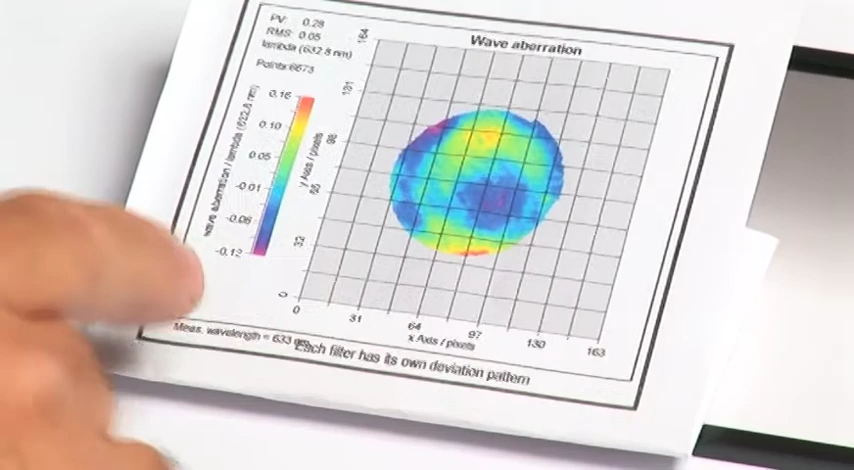 Wave aberration
PV: 0.28
RMS: 0.05
lambda (632.8 nm)
Points:6673
wave aberration / lambda (632.8 nm)
0.16
0.10
0.05
-0.01
-0.06
-0.12
y Axis / pixels
164
131
98
65
32
0
0
31
64
97
130
163
x Axis / pixels
Meas. wavelength = 633 nm
Each filter has its own deviation pattern